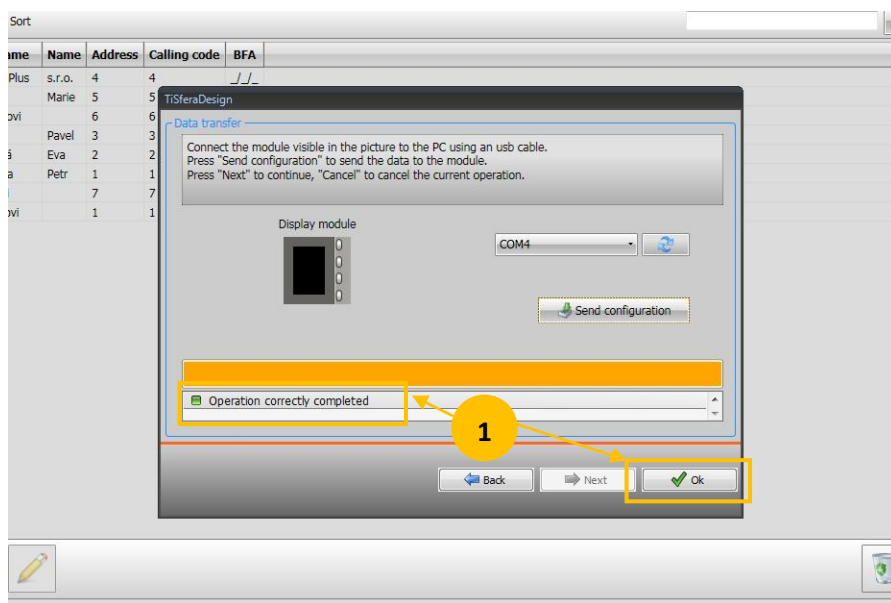 Sort
ame Name Address Calling code BFA
Plus s.r.o. 4 4 _/_/_
Marie 5 5
ovi 6 6
Pavel 3 3
á Eva 2 2
a Petr 1 1
7 7
ovi 1 1
TiSferaDesign
Data transfer
Connect the module visible in the picture to the PC using an usb cable.
Press "Send configuration" to send the data to the module.
Press "Next" to continue, "Cancel" to cancel the current operation.
Display module
COM4
Send configuration
Operation correctly completed
1
Back Next Ok